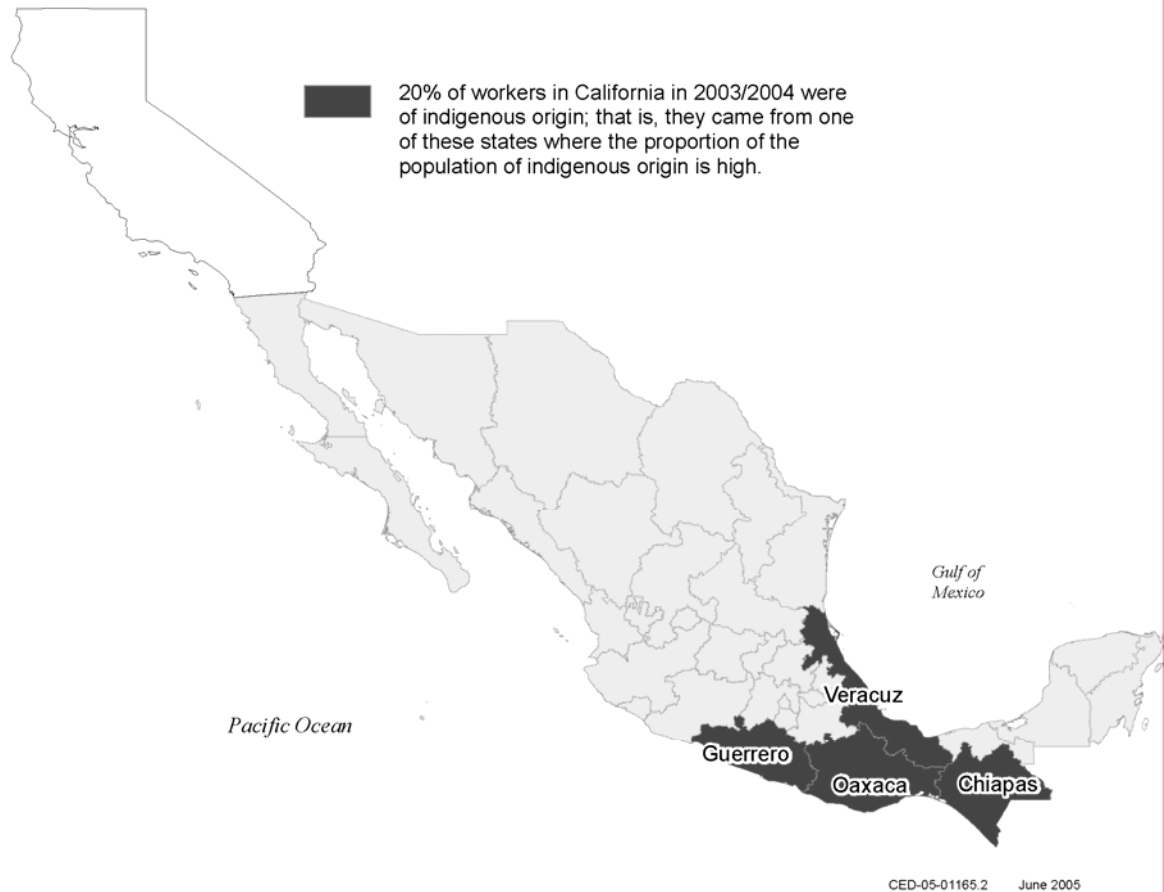 20% of workers in California in 2003/2004 were
of indigenous origin; that is, they came from one
of these states where the proportion of the
population of indigenous origin is high.
Gulf of
Mexico
Veracuz
Pacific Ocean
Guerrero
Oaxaca
Chiapas
CED-05-01165.2 June 2005